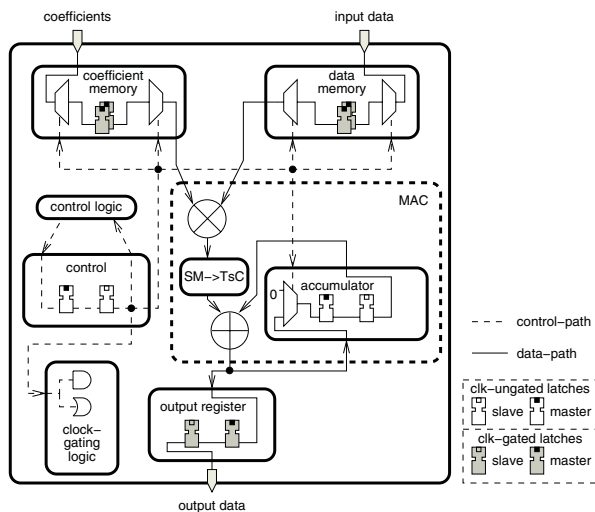 coefficients
input data
coefficient
memory
data
memory
MAC
control logic
control
SM->TsC
0
accumulator
clock-
gating
logic
output register
output data
control-path
data-path
clk-ungated latches
slave
master
clk-gated latches
slave
master